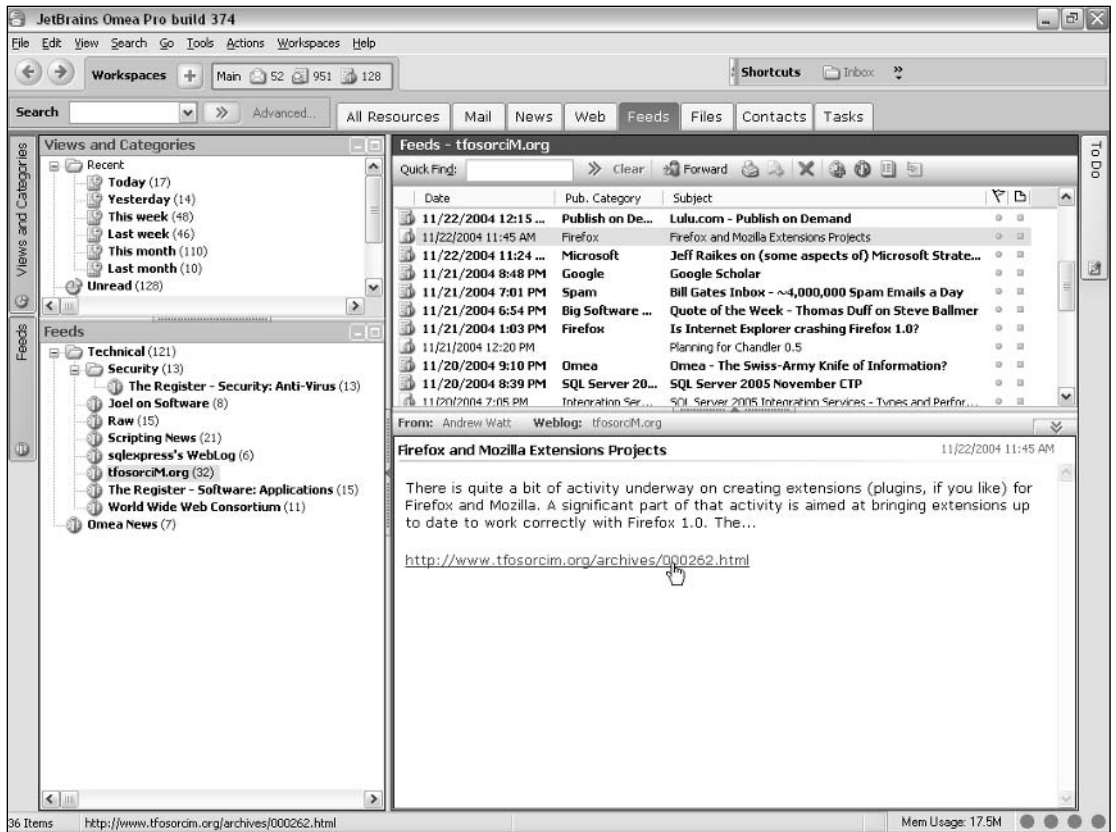 JetBrains Omea Pro build 374
File Edit View Search Go Tools Actions Workspaces Help
Workspaces Main 52 951 128
Shortcuts Inbox
Search Advanced...
All Resources Mail News Web Feeds Files Contacts Tasks
Views and Categories
Views and Categories
Recent
Today (17)
Yesterday (14)
This week (48)
Last week (46)
This month (110)
Last month (10)
Unread (128)
Feeds
Feeds
Technical (121)
Security (13)
The Register - Security: Anti-Virus (13)
Joel on Software (8)
Raw (15)
Scripting News (21)
sqlexpress's WebLog (6)
tfosorciM.org (32)
The Register - Software: Applications (15)
World Wide Web Consortium (11)
Omea News (7)
Feeds - tfosorciM.org
To Do
Quick Find: Clear Forward
Date Pub. Category Subject
11/22/2004 12:15 ... Publish on De... Lulu.com - Publish on Demand
11/22/2004 11:45 AM Firefox Firefox and Mozilla Extensions Projects
11/22/2004 11:24 ... Microsoft Jeff Raikes on (some aspects of) Microsoft Strate...
11/21/2004 8:48 PM Google Google Scholar
11/21/2004 7:01 PM Spam Bill Gates Inbox - ~4,000,000 Spam Emails a Day
11/21/2004 6:54 PM Big Software ... Quote of the Week - Thomas Duff on Steve Ballmer
11/21/2004 1:03 PM Firefox Is Internet Explorer crashing Firefox 1.0?
11/21/2004 12:20 PM Planning for Chandler 0.5
11/20/2004 9:10 PM Omea Omea - The Swiss-Army Knife of Information?
11/20/2004 8:39 PM SQL Server 20... SQL Server 2005 November CTP
11/20/2004 7:05 PM Integration Ser... SQL Server 2005 Integration Services - Types and Perfor...
From: Andrew Watt Weblog: tfosorciM.org
Firefox and Mozilla Extensions Projects 11/22/2004 11:45 AM
There is quite a bit of activity underway on creating extensions (plugins, if you like) for
Firefox and Mozilla. A significant part of that activity is aimed at bringing extensions up
to date to work correctly with Firefox 1.0. The...
http://www.tfosorcim.org/archives/000262.html
36 Items http://www.tfosorcim.org/archives/000262.html Mem Usage: 17.5M